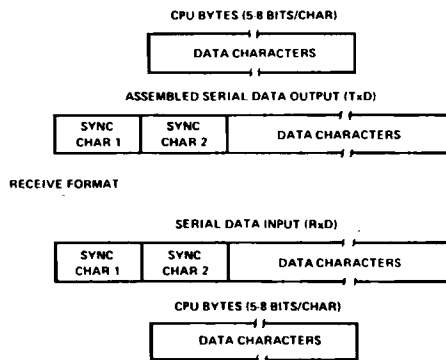 CPU BYTES (5-8 BITS/CHAR)
DATA CHARACTERS
ASSEMBLED SERIAL DATA OUTPUT (TxD)
SYNC CHAR 1 SYNC CHAR 2 DATA CHARACTERS
RECEIVE FORMAT
SERIAL DATA INPUT (RxD)
SYNC CHAR 1 SYNC CHAR 2 DATA CHARACTERS
CPU BYTES (5-8 BITS/CHAR)
DATA CHARACTERS